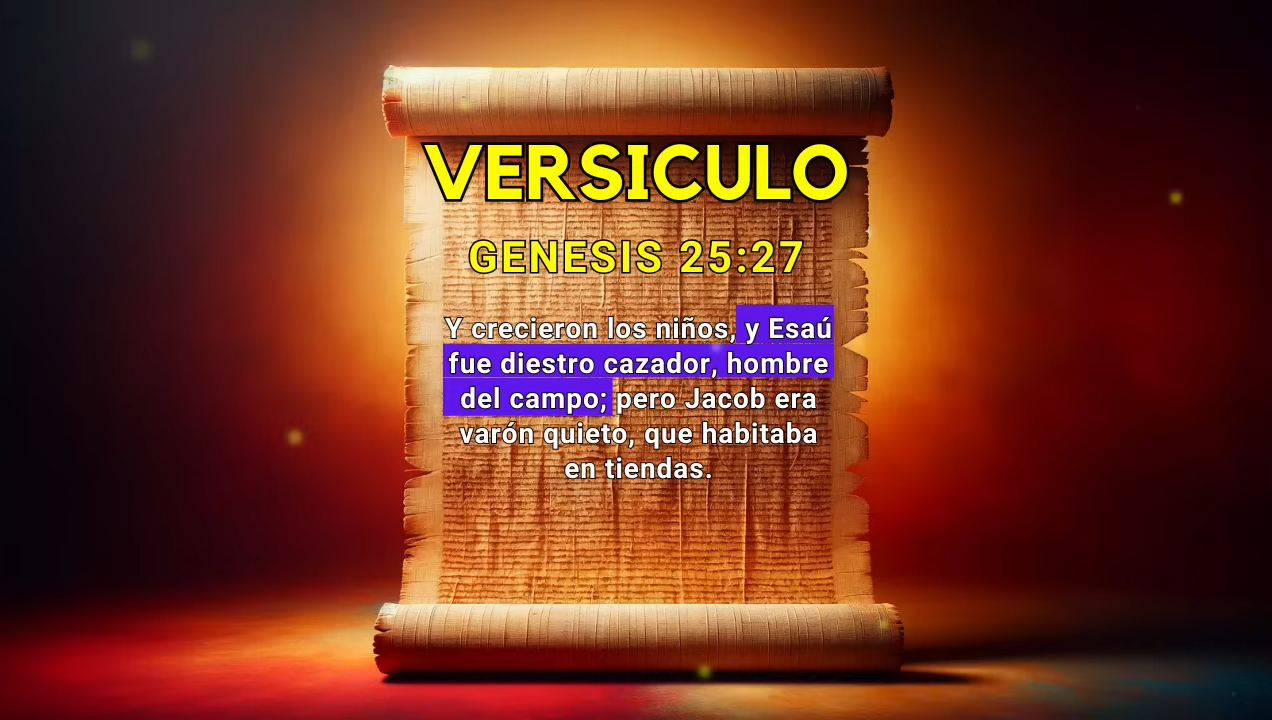 VERSICULO
GENESIS 25:27
Y crecieron los niños, y Esaú
fue diestro cazador, hombre
del campo; pero Jacob era
varón quieto, que habitaba
en tiendas.